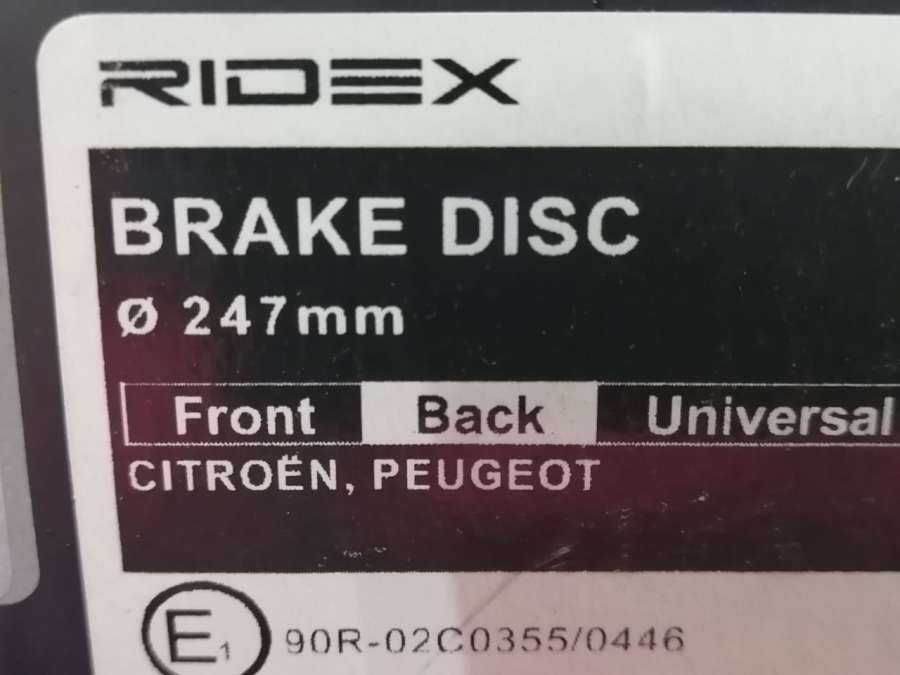 RIDEX
BRAKE DISC
Ø 247mm
Front Back Universal
CITROËN, PEUGEOT
E1 90R-02C0355/0446